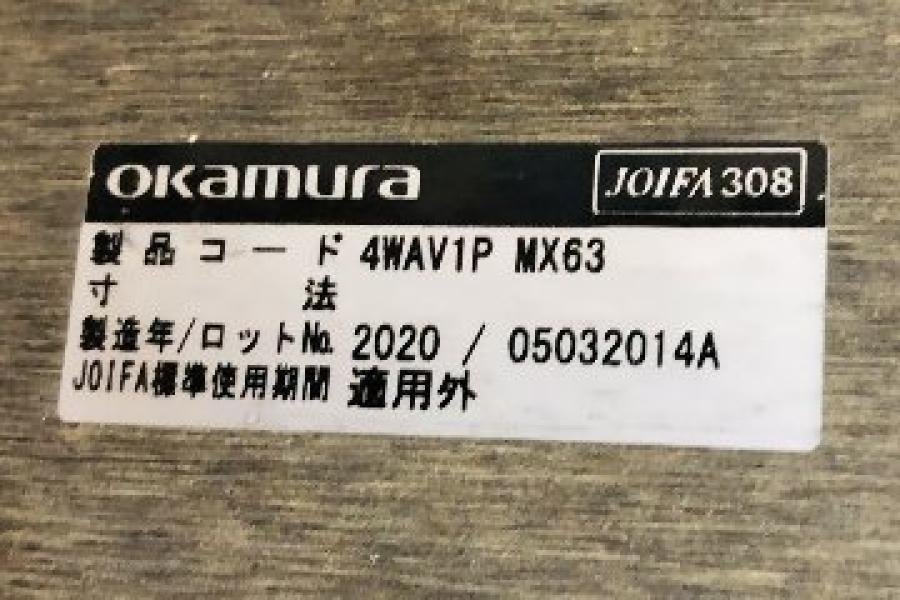 okamura
JOIFA308
製品コード 4WAV1P MX63
寸法
製造年/ロットNo. 2020 / 05032014A
JOIFA標準使用期間 適用外